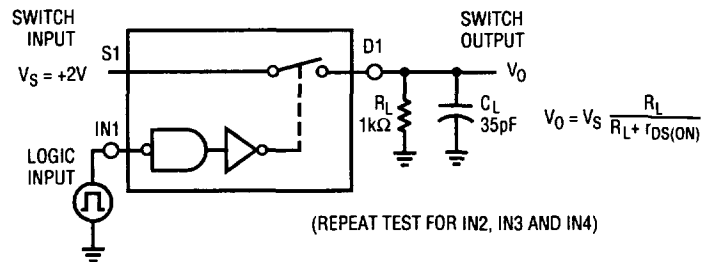 SWITCH
INPUT
S1
V_S = +2V
IN1
LOGIC
INPUT
D1
SWITCH
OUTPUT
V_O
R_L
1kΩ
C_L
35pF
V_O = V_S R_L / (R_L + r_DS(ON))
(REPEAT TEST FOR IN2, IN3 AND IN4)